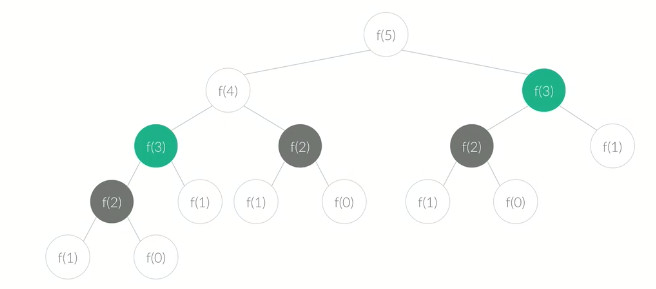 f(5)
f(4) f(3)
f(3) f(2) f(2) f(1)
f(2) f(1) f(1) f(0) f(1) f(0)
f(1) f(0)